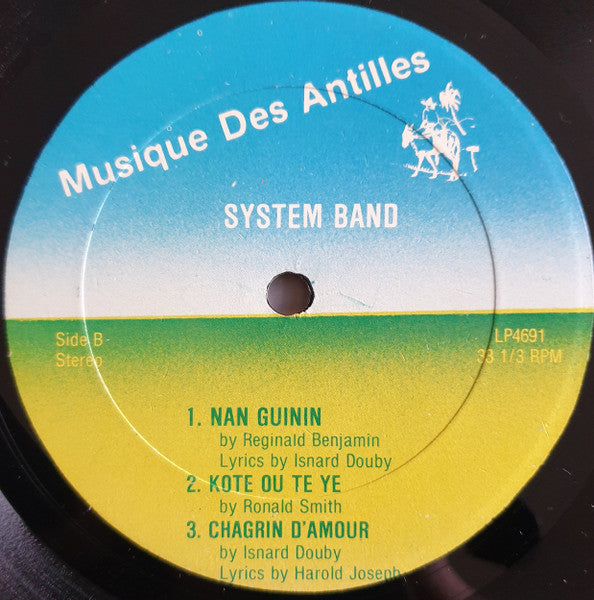 Musique Des Antilles
SYSTEM BAND
Side B
Stereo
LP4691
33 1/3 RPM
1. NAN GUININ
by Reginald Benjamin
Lyrics by Isnard Douby
2. KOTE OU TE YE
by Ronald Smith
3. CHAGRIN D'AMOUR
by Isnard Douby
Lyrics by Harold Joseph